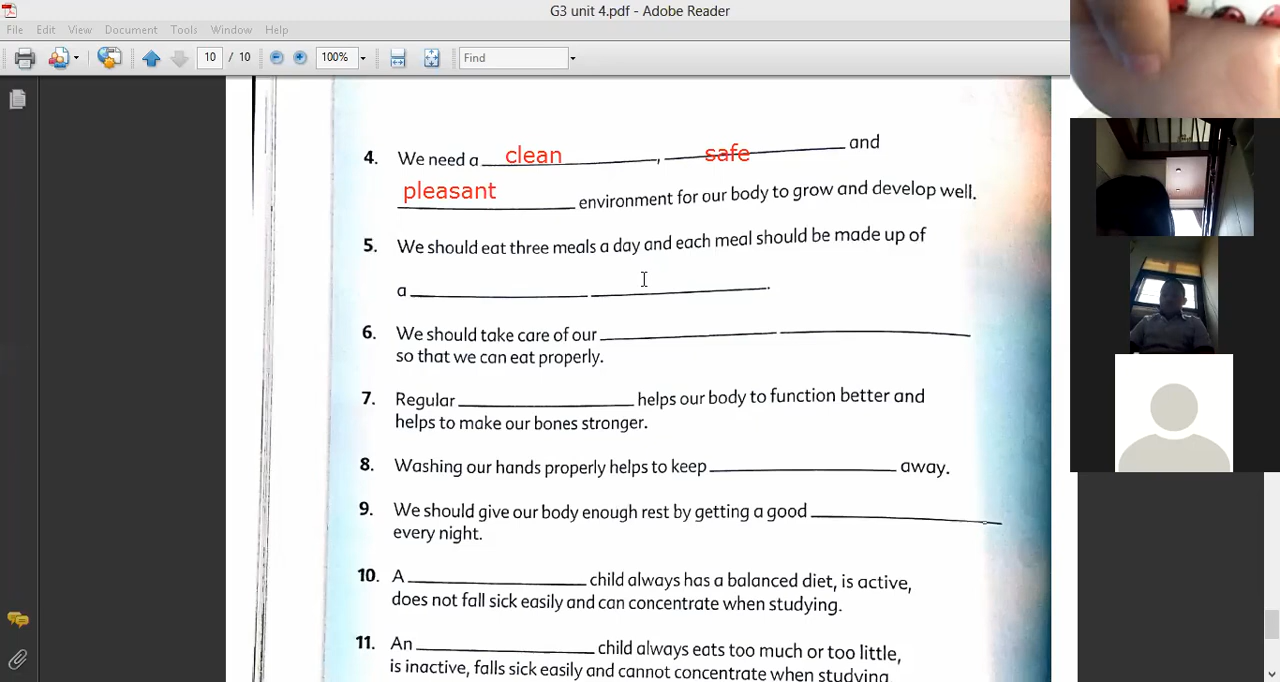 G3 unit 4.pdf - Adobe Reader
File Edit View Document Tools Window Help
10 / 10 100% Find
4. We need a clean, safe and
pleasant environment for our body to grow and develop well.
5. We should eat three meals a day and each meal should be made up of
a
6. We should take care of our
so that we can eat properly.
7. Regular helps our body to function better and
helps to make our bones stronger.
8. Washing our hands properly helps to keep away.
9. We should give our body enough rest by getting a good
every night.
10. A child always has a balanced diet, is active,
does not fall sick easily and can concentrate when studying.
11. An child always eats too much or too little,
is inactive, falls sick easily and cannot concentrate when studying.